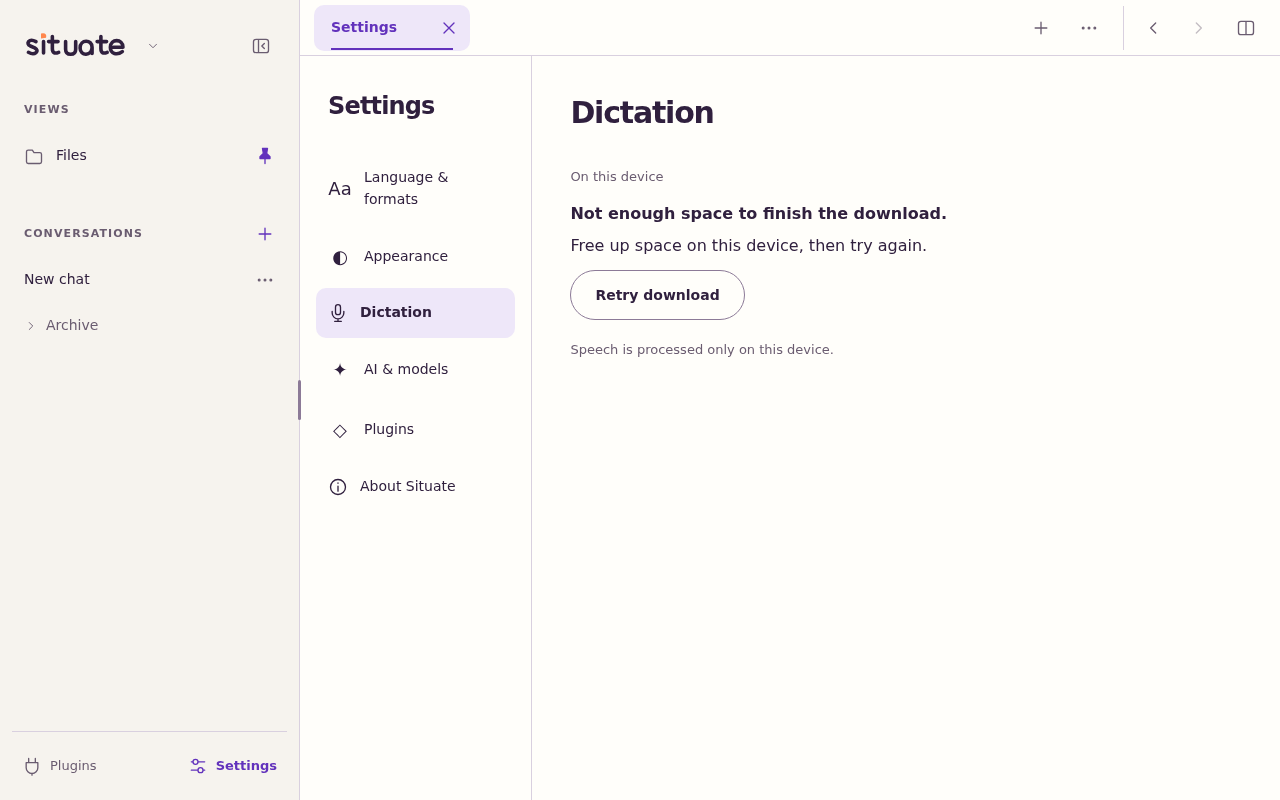 situate
VIEWS
Files
CONVERSATIONS
New chat
Archive
Plugins
Settings
Settings
Settings
Aa
Language &
formats
Appearance
Dictation
AI & models
Plugins
About Situate
Dictation
On this device
Not enough space to finish the download.
Free up space on this device, then try again.
Retry download
Speech is processed only on this device.